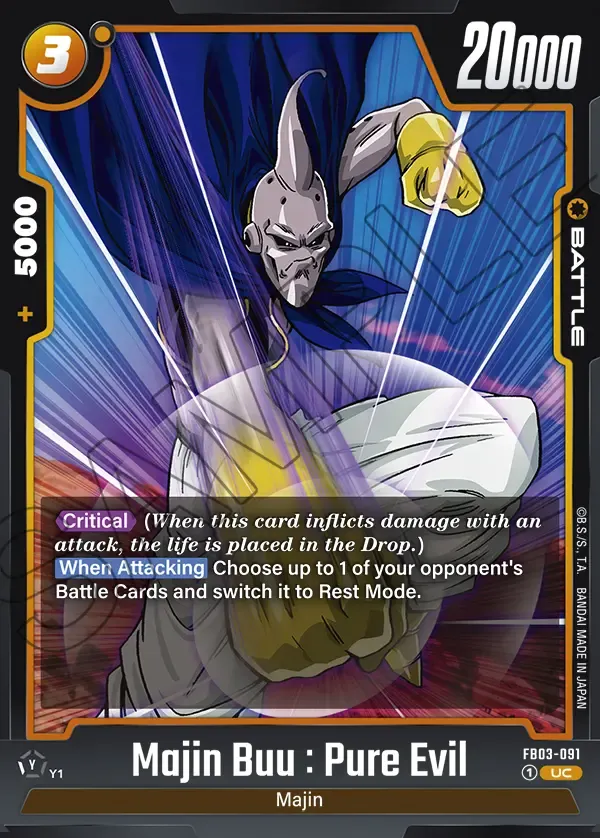 3
20000
+ 5000
BATTLE
SAMPLE
Critical (When this card inflicts damage with an
attack, the life is placed in the Drop.)
When Attacking Choose up to 1 of your opponent's
Battle Cards and switch it to Rest Mode.
©B.S./S., T.A. BANDAI MADE IN JAPAN
Y Y1
Majin Buu : Pure Evil
FB03-091
1 UC
Majin